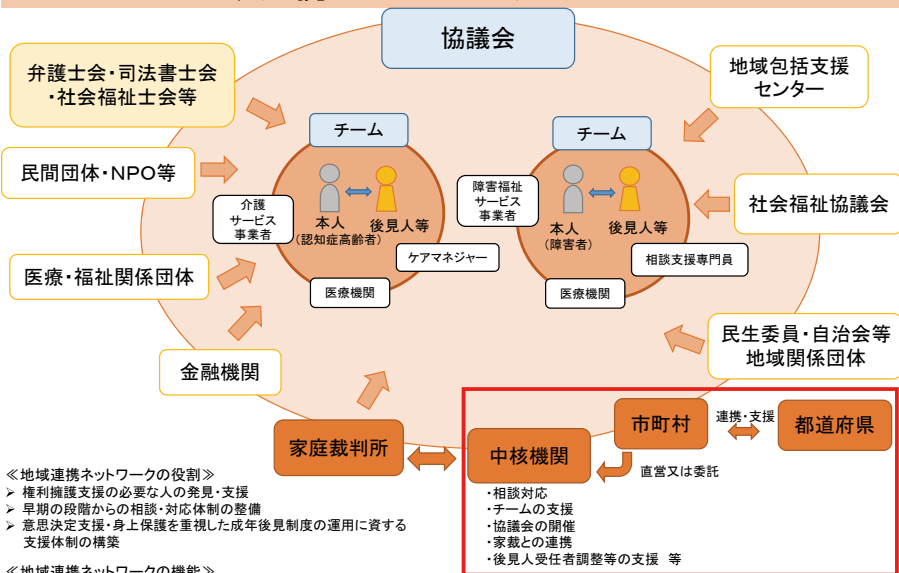 協議会
弁護士会・司法書士会
・社会福祉士会等
地域包括支援
センター
チーム
チーム
民間団体・NPO等
介護
サービス
事業者
本人
(認知症高齢者)
後見人等
障害福祉
サービス
事業者
本人
(障害者)
後見人等
社会福祉協議会
ケアマネジャー
相談支援専門員
医療・福祉関係団体
医療機関
医療機関
金融機関
民生委員・自治会等
地域関係団体
家庭裁判所
中核機関
市町村
連携・支援
都道府県
直営又は委託
・相談対応
・チームの支援
・協議会の開催
・家裁との連携
・後見人受任者調整等の支援 等
≪地域連携ネットワークの役割≫
➢ 権利擁護支援の必要な人の発見・支援
➢ 早期の段階からの相談・対応体制の整備
➢ 意思決定支援・身上保護を重視した成年後見制度の運用に資する
支援体制の構築
≪地域連携ネットワークの機能≫